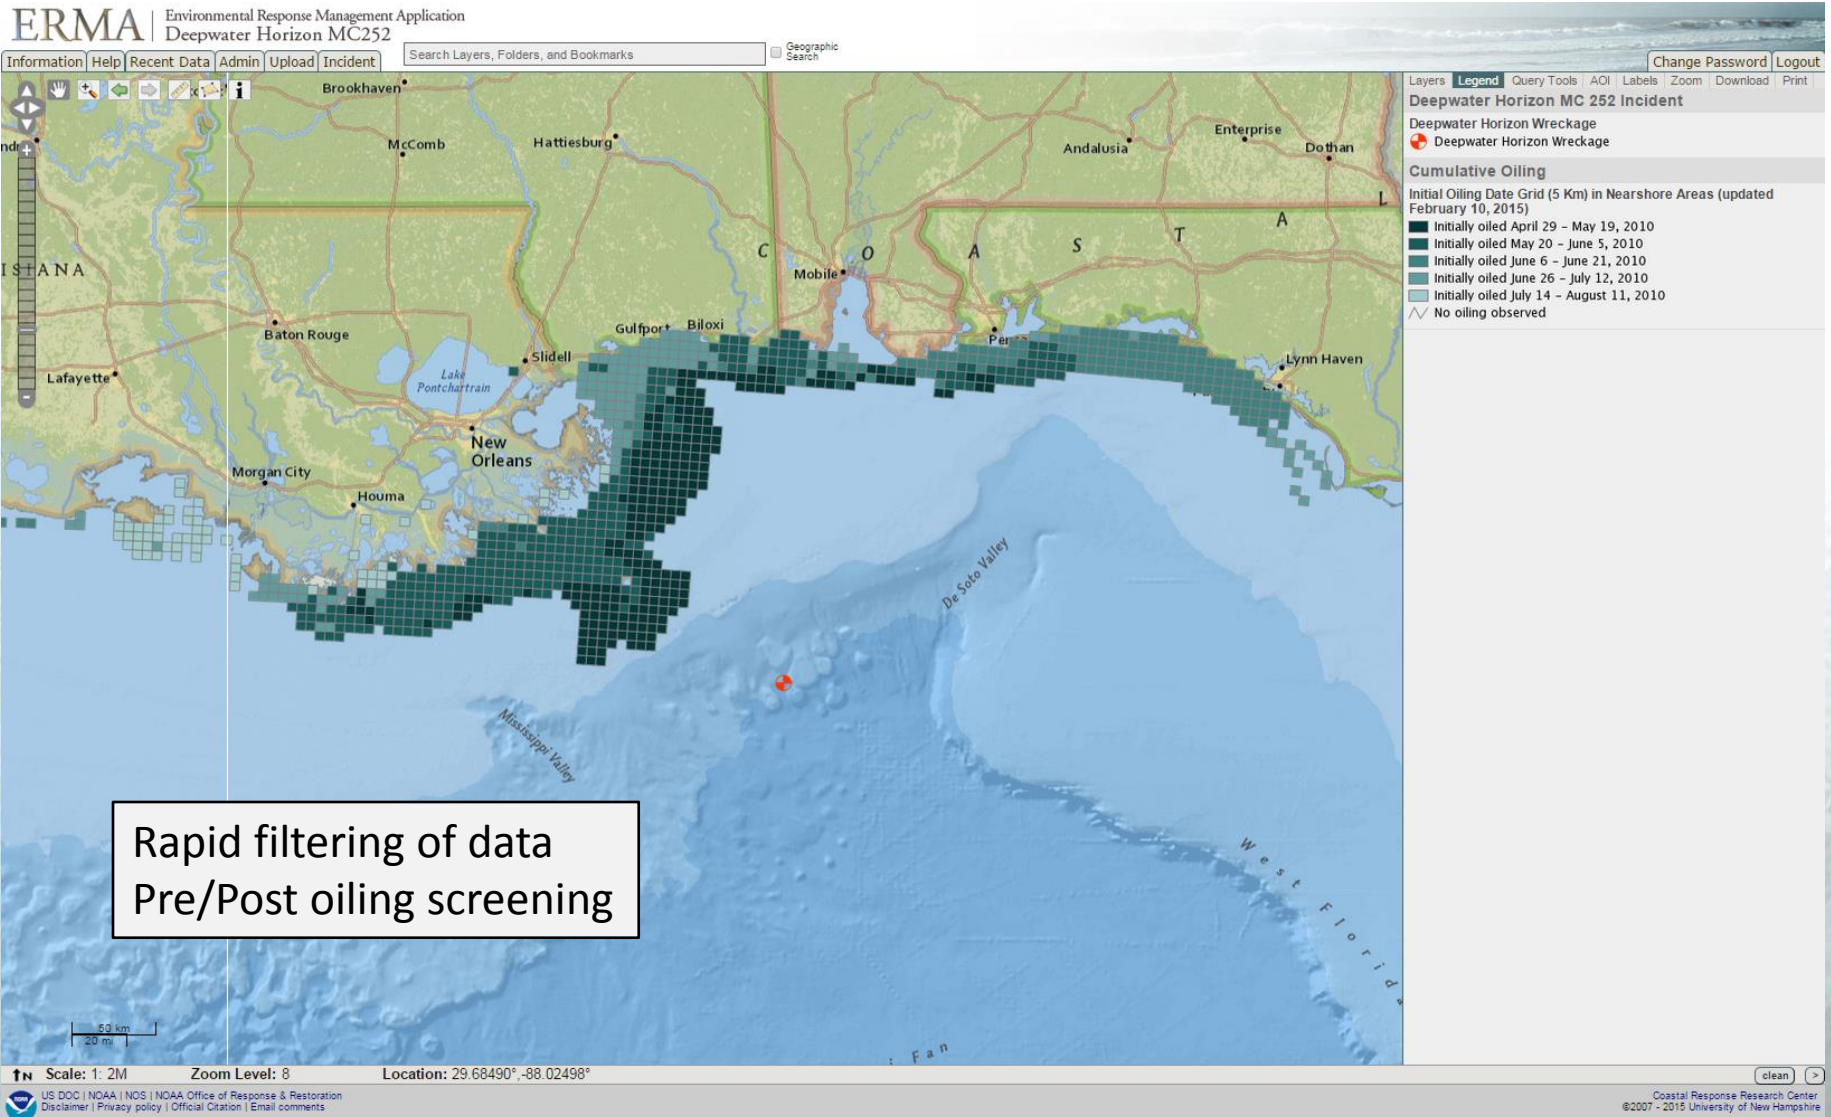 ERMA
Environmental Response Management Application
Deepwater Horizon MC252
Information Help Recent Data Admin Upload Incident
Search Layers, Folders, and Bookmarks
Geographic
Search
Change Password Logout
Layers Legend Query Tools AOI Labels Zoom Download Print
Deepwater Horizon MC 252 Incident
Deepwater Horizon Wreckage
Deepwater Horizon Wreckage
Cumulative Oiling
Initial Oiling Date Grid (5 Km) in Nearshore Areas (updated
February 10, 2015)
Initially oiled April 29 - May 19, 2010
Initially oiled May 20 - June 5, 2010
Initially oiled June 6 - June 21, 2010
Initially oiled June 26 - July 12, 2010
Initially oiled July 14 - August 11, 2010
No oiling observed
Brookhaven
McComb
Hattiesburg
Andalusia
Enterprise
Dothan
C O A S T A L
ISIANA
Mobile
Baton Rouge
Gulfport
Biloxi
Slidell
Lynn Haven
Lafayette
Lake
Pontchartrain
New
Orleans
Morgan City
Houma
De Soto Valley
Mississippi Valley
West Florida
Fan
Rapid filtering of data
Pre/Post oiling screening
50 km
20 mi
N Scale: 1: 2M Zoom Level: 8 Location: 29.68490°,-88.02498°
clean >
US DOC | NOAA | NOS | NOAA Office of Response & Restoration
Disclaimer | Privacy policy | Official Citation | Email comments
Coastal Response Research Center
©2007 - 2015 University of New Hampshire